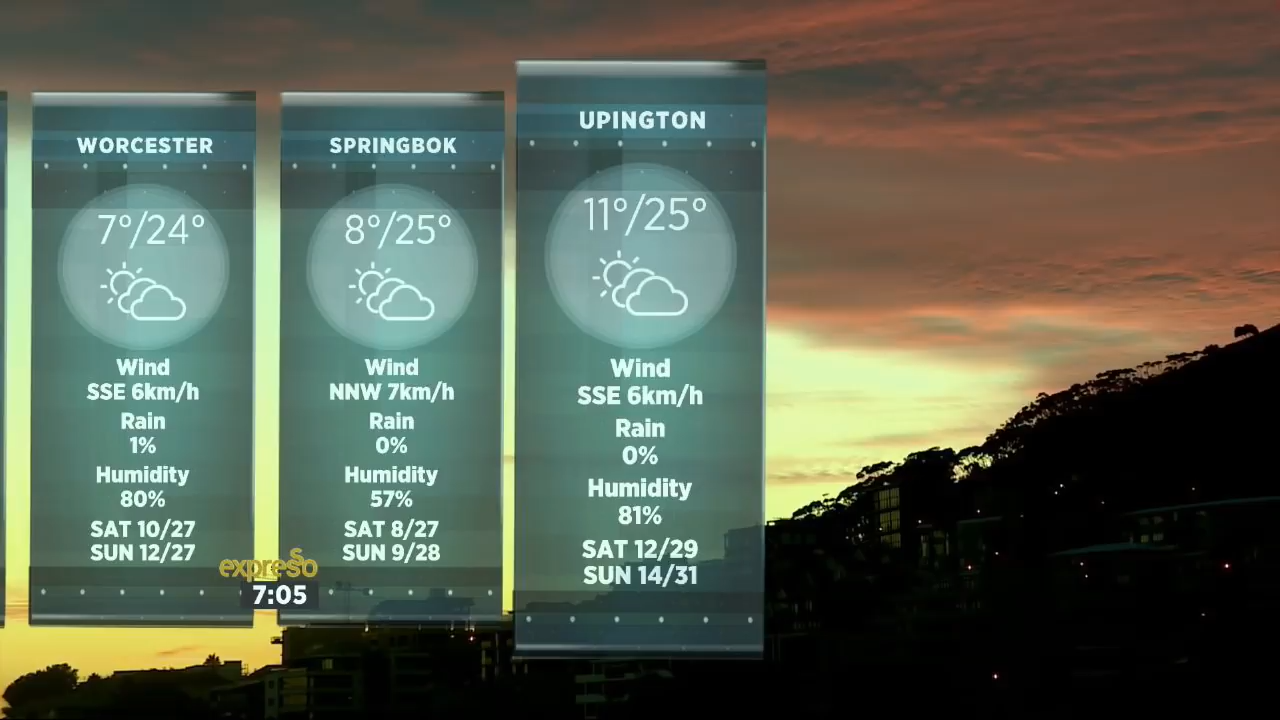 WORCESTER
7°/24°
Wind
SSE 6km/h
Rain
1%
Humidity
80%
SAT 10/27
SUN 12/27
SPRINGBOK
8°/25°
Wind
NNW 7km/h
Rain
0%
Humidity
57%
SAT 8/27
SUN 9/28
UPINGTON
11°/25°
Wind
SSE 6km/h
Rain
0%
Humidity
81%
SAT 12/29
SUN 14/31
expresso
7:05